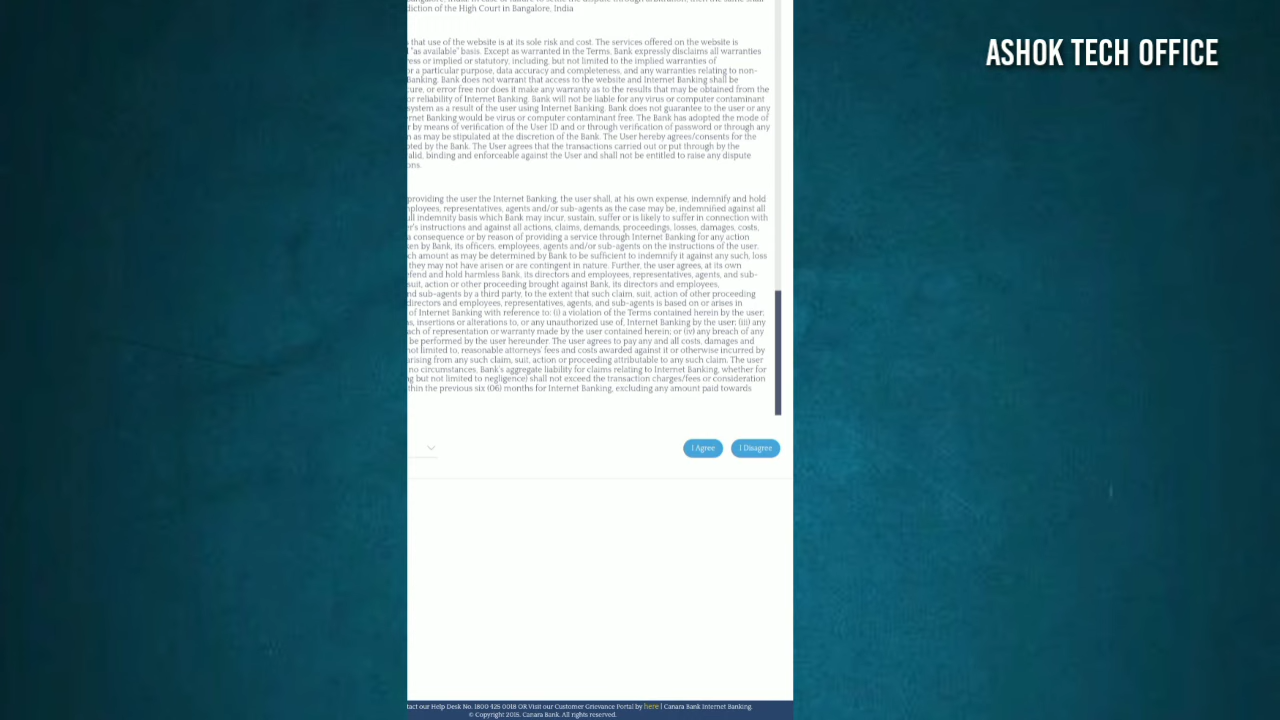 ASHOK TECH OFFICE
diction of the High Court in Bangalore, India
that use of the website is at its sole risk and cost. The services offered on the website is
"as available" basis. Except as warranted in the Terms, Bank expressly disclaims all warranties
ress or implied or statutory, including, but not limited to the implied warranties of
or a particular purpose, data accuracy and completeness, and any warranties relating to non-
Banking. Bank does not warrant that access to the website and Internet Banking shall be
cure, or error free nor does it make any warranty as to the results that may be obtained from the
or reliability of Internet Banking. Bank will not be liable for any virus or computer contaminant
system as a result of the user using Internet Banking. Bank does not guarantee to the user or any
rnet Banking would be virus or computer contaminant free. The Bank has adopted the mode of
r by means of verification of the User ID and or through verification of password or through any
n as may be stipulated at the discretion of the Bank. The User hereby agrees/consents for the
ted by the Bank. The User agrees that the transactions carried out or put through by the
alid, binding and enforceable against the User and shall not be entitled to raise any dispute
ons.
providing the user the Internet Banking, the user shall, at his own expense, indemnify and hold
ployees, representatives, agents and/or sub-agents as the case may be, indemnified against all
ll indemnity basis which Bank may incur, sustain, suffer or is likely to suffer in connection with
r's instructions and against all actions, claims, demands, proceedings, losses, damages, costs,
a consequence or by reason of providing a service through Internet Banking for any action
en by Bank, its officers, employees, agents and/or sub-agents on the instructions of the user.
ch amount as may be determined by Bank to be sufficient to indemnify it against any such, loss
they may not have arisen or are contingent in nature. Further, the user agrees, at its own
efend and hold harmless Bank, its directors and employees, representatives, agents, and sub-
suit, action or other proceeding brought against Bank, its directors and employees,
nd sub-agents by a third party, to the extent that such claim, suit, action of other proceeding
directors and employees, representatives, agents, and sub-agents is based on or arises in
of Internet Banking with reference to: (i) a violation of the Terms contained herein by the user;
s, insertions or alterations to, or any unauthorized use of, Internet Banking by the user; (iii) any
ach of representation or warranty made by the user contained herein; or (iv) any breach of any
be performed by the user hereunder. The user agrees to pay any and all costs, damages and
not limited to, reasonable attorneys' fees and costs awarded against it or otherwise incurred by
arising from any such claim, suit, action or proceeding attributable to any such claim. The user
no circumstances, Bank's aggregate liability for claims relating to Internet Banking, whether for
g but not limited to negligence) shall not exceed the transaction charges/fees or consideration
thin the previous six (06) months for Internet Banking, excluding any amount paid towards
I Agree I Disagree
tact our Help Desk No. 1800 425 0018 OR Visit our Customer Grievance Portal by here | Canara Bank Internet Banking.
© Copyright 2015. Canara Bank. All rights reserved.